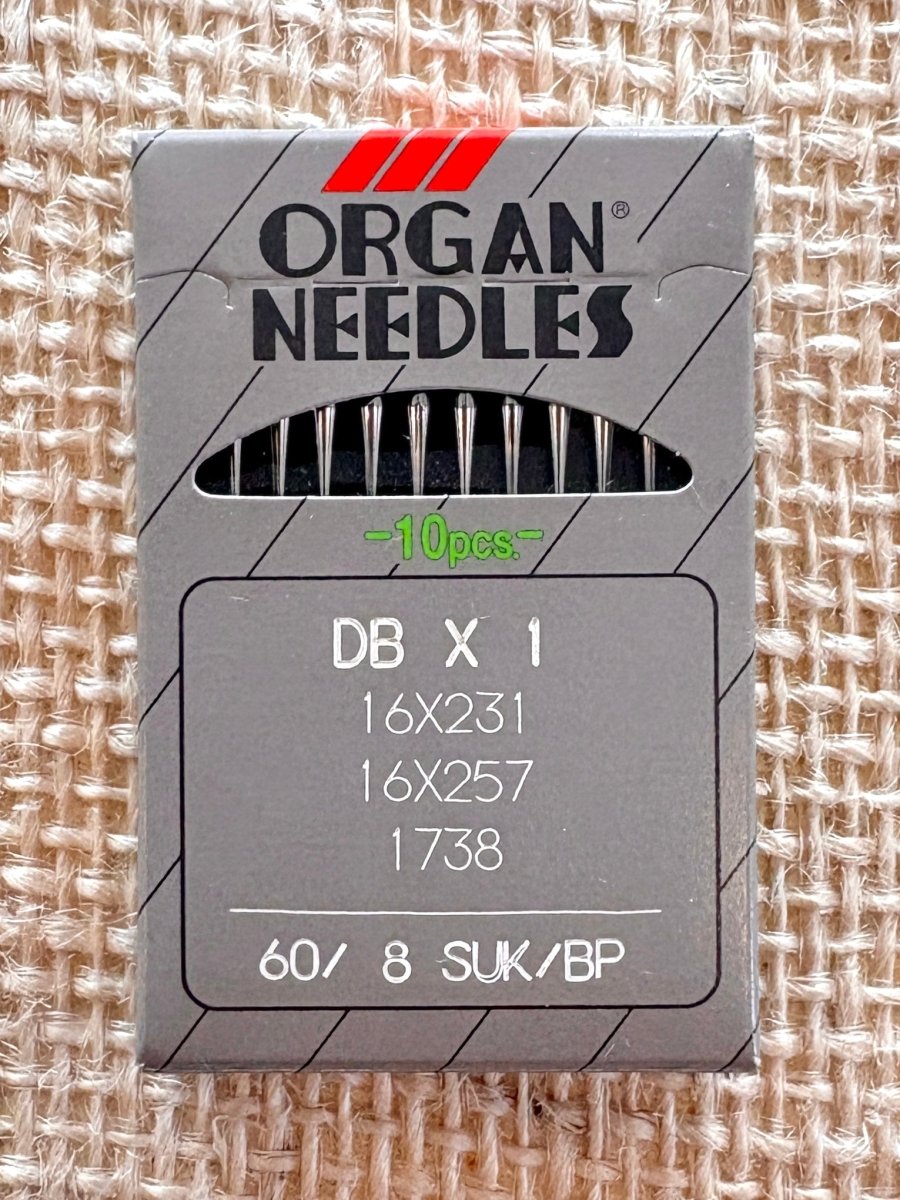 ORGAN®
NEEDLES
-10pcs.-
DB X 1
16X231
16X257
1738
60/ 8 SUK/BP